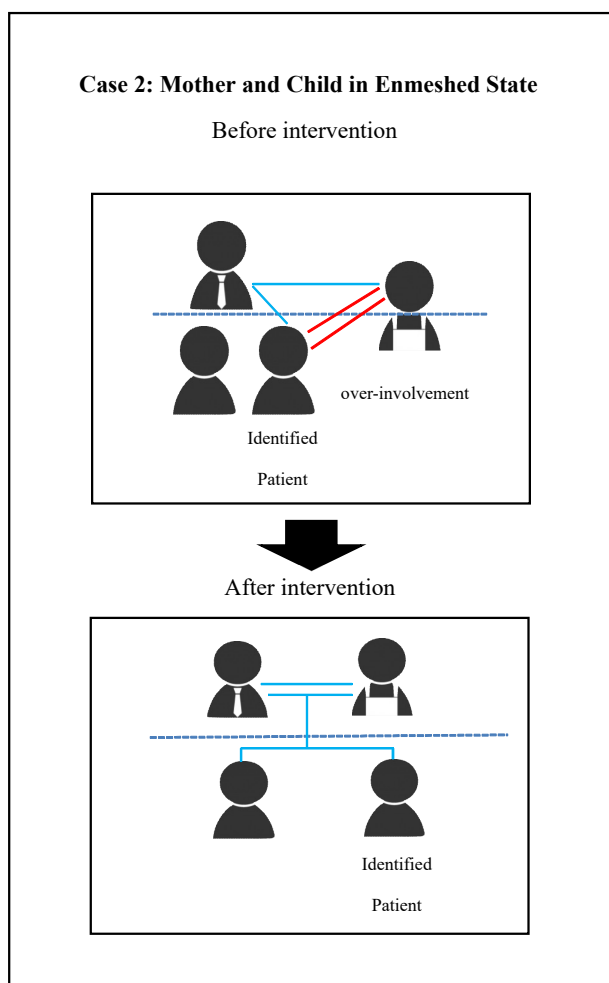 Case 2: Mother and Child in Enmeshed State
Before intervention
over-involvement
Identified
Patient
After intervention
Identified
Patient